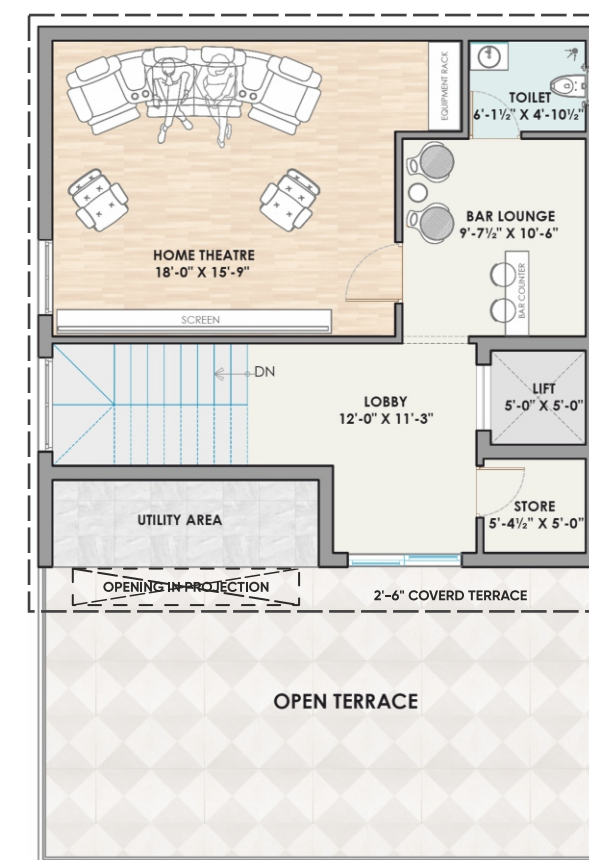 EQUIPMENT RACK
TOILET
6'-1½" X 4'-10½"
BAR LOUNGE
9'-7½" X 10'-6"
HOME THEATRE
18'-0" X 15'-9"
BAR COUNTER
SCREEN
DN
LOBBY
12'-0" X 11'-3"
LIFT
5'-0" X 5'-0"
STORE
5'-4½" X 5'-0"
UTILITY AREA
OPENING IN PROJECTION
2'-6" COVERD TERRACE
OPEN TERRACE